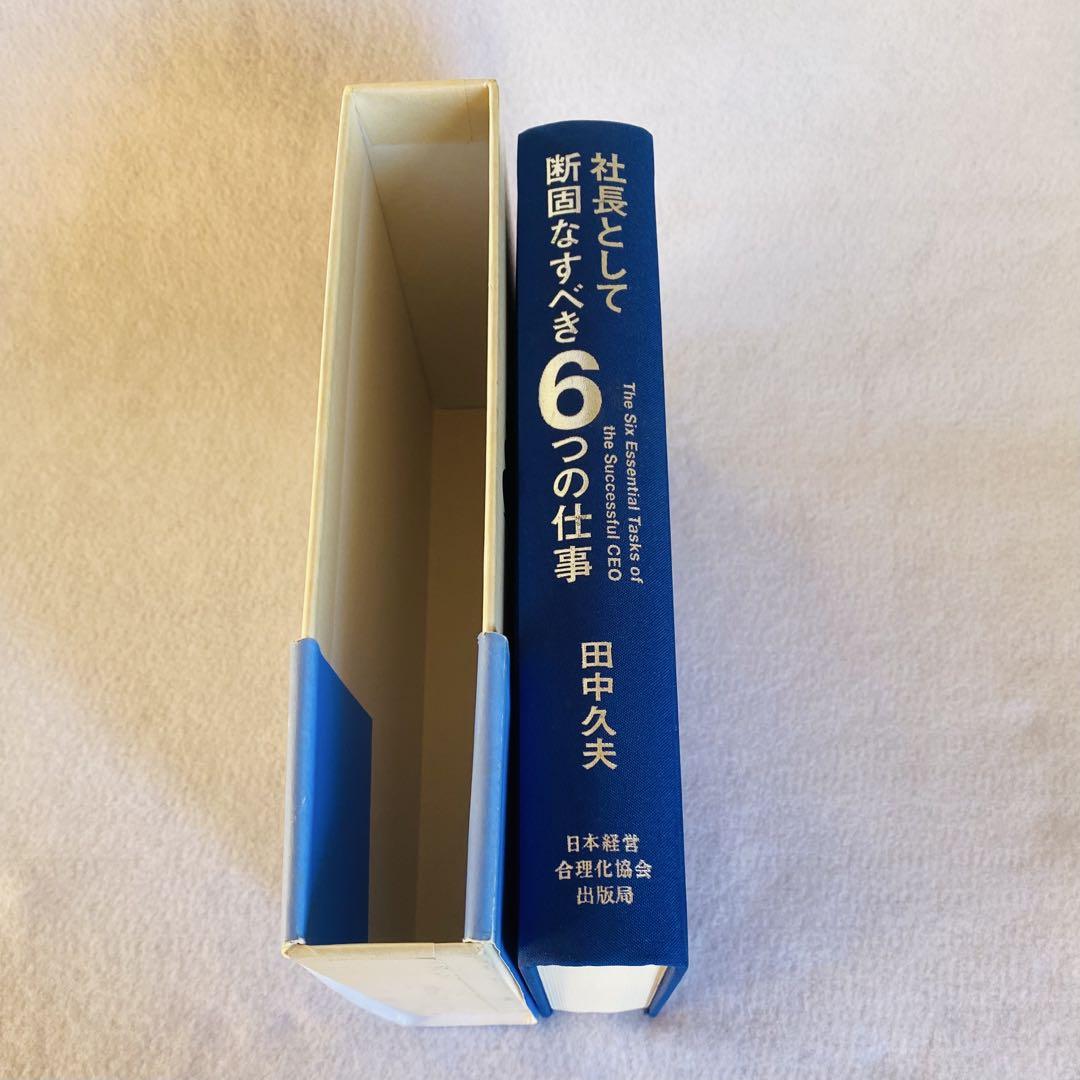 社長として
断固なすべき6つの仕事
The Six Essential Tasks of
the Successful CEO
田中久夫
日本経営
合理化協会
出版局